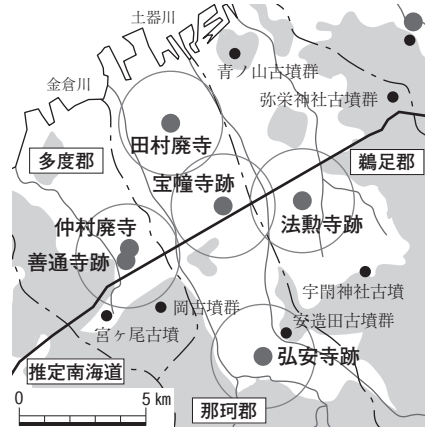 土器川
金倉川
青ノ山古墳群
弥栄神社古墳群
田村廃寺
多度郡
鵜足郡
宝幢寺跡
法勲寺跡
仲村廃寺
善通寺跡
宇閇神社古墳
岡古墳群
安造田古墳群
宮ヶ尾古墳
弘安寺跡
推定南海道
那珂郡
0 5 km